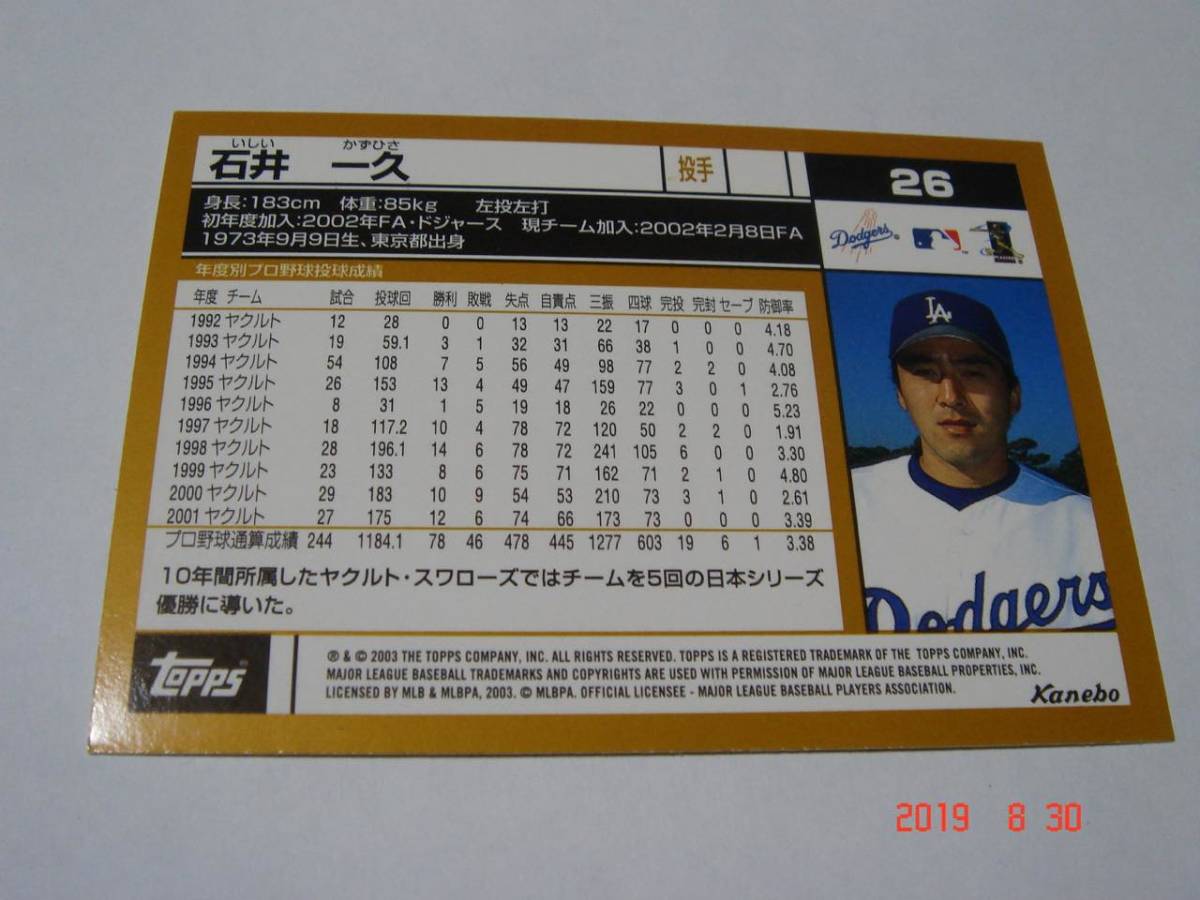 いしい かずひさ
石井 一久 投手 26
身長:183cm 体重:85kg 左投左打
初年度加入:2002年FA・ドジャース 現チーム加入:2002年2月8日FA
1973年9月9日生、東京都出身
Dodgers
年度別プロ野球投球成績
年度 チーム 試合 投球回 勝利 敗戦 失点 自責点 三振 四球 完投 完封 セーブ 防御率
1992 ヤクルト 12 28 0 0 13 13 22 17 0 0 0 4.18
1993 ヤクルト 19 59.1 3 1 32 31 66 38 1 0 0 4.70
1994 ヤクルト 54 108 7 5 56 49 98 77 2 2 0 4.08
1995 ヤクルト 26 153 13 4 49 47 159 77 3 0 1 2.76
1996 ヤクルト 8 31 1 5 19 18 26 22 0 0 0 5.23
1997 ヤクルト 18 117.2 10 4 78 72 120 50 2 2 0 1.91
1998 ヤクルト 28 196.1 14 6 78 72 241 105 6 0 0 3.30
1999 ヤクルト 23 133 8 6 75 71 162 71 2 1 0 4.80
2000 ヤクルト 29 183 10 9 54 53 210 73 3 1 0 2.61
2001 ヤクルト 27 175 12 6 74 66 173 73 0 0 0 3.39
プロ野球通算成績 244 1184.1 78 46 478 445 1277 603 19 6 1 3.38
10年間所属したヤクルト・スワローズではチームを5回の日本シリーズ
優勝に導いた。
LA
Dodgers
topps
® & © 2003 THE TOPPS COMPANY, INC. ALL RIGHTS RESERVED. TOPPS IS A REGISTERED TRADEMARK OF THE TOPPS COMPANY, INC.
MAJOR LEAGUE BASEBALL TRADEMARKS AND COPYRIGHTS ARE USED WITH PERMISSION OF MAJOR LEAGUE BASEBALL PROPERTIES, INC.
LICENSED BY MLB & MLBPA, 2003. © MLBPA. OFFICIAL LICENSEE - MAJOR LEAGUE BASEBALL PLAYERS ASSOCIATION.
Kanebo
2019 8 30